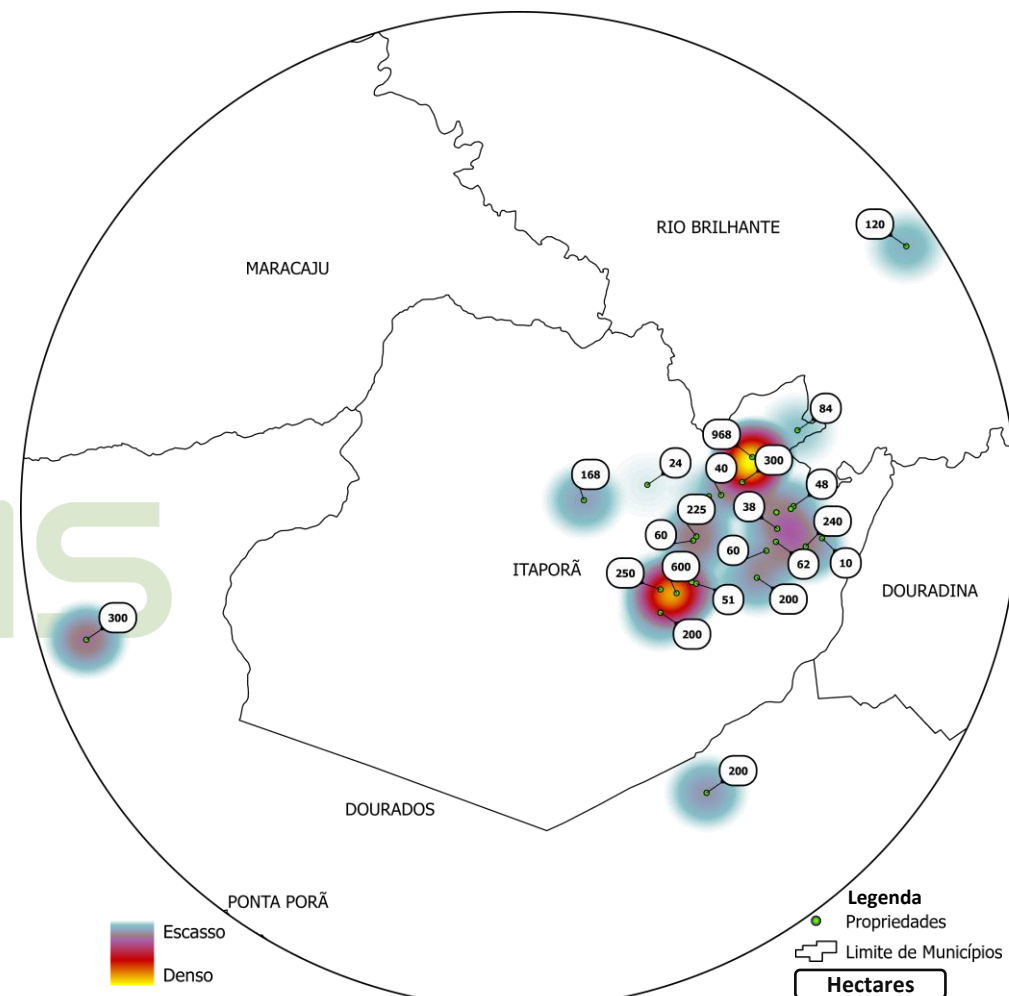 120
RIO BRILHANTE
MARACAJU
84
968
300
24
40
168
48
225
38
240
60
60
62
10
600
250
ITAPORÃ
51
200
DOURADINA
200
300
ms
200
DOURADOS
PONTA PORÃ
Legenda
Propriedades
Escasso
Limite de Municípios
Denso
Hectares